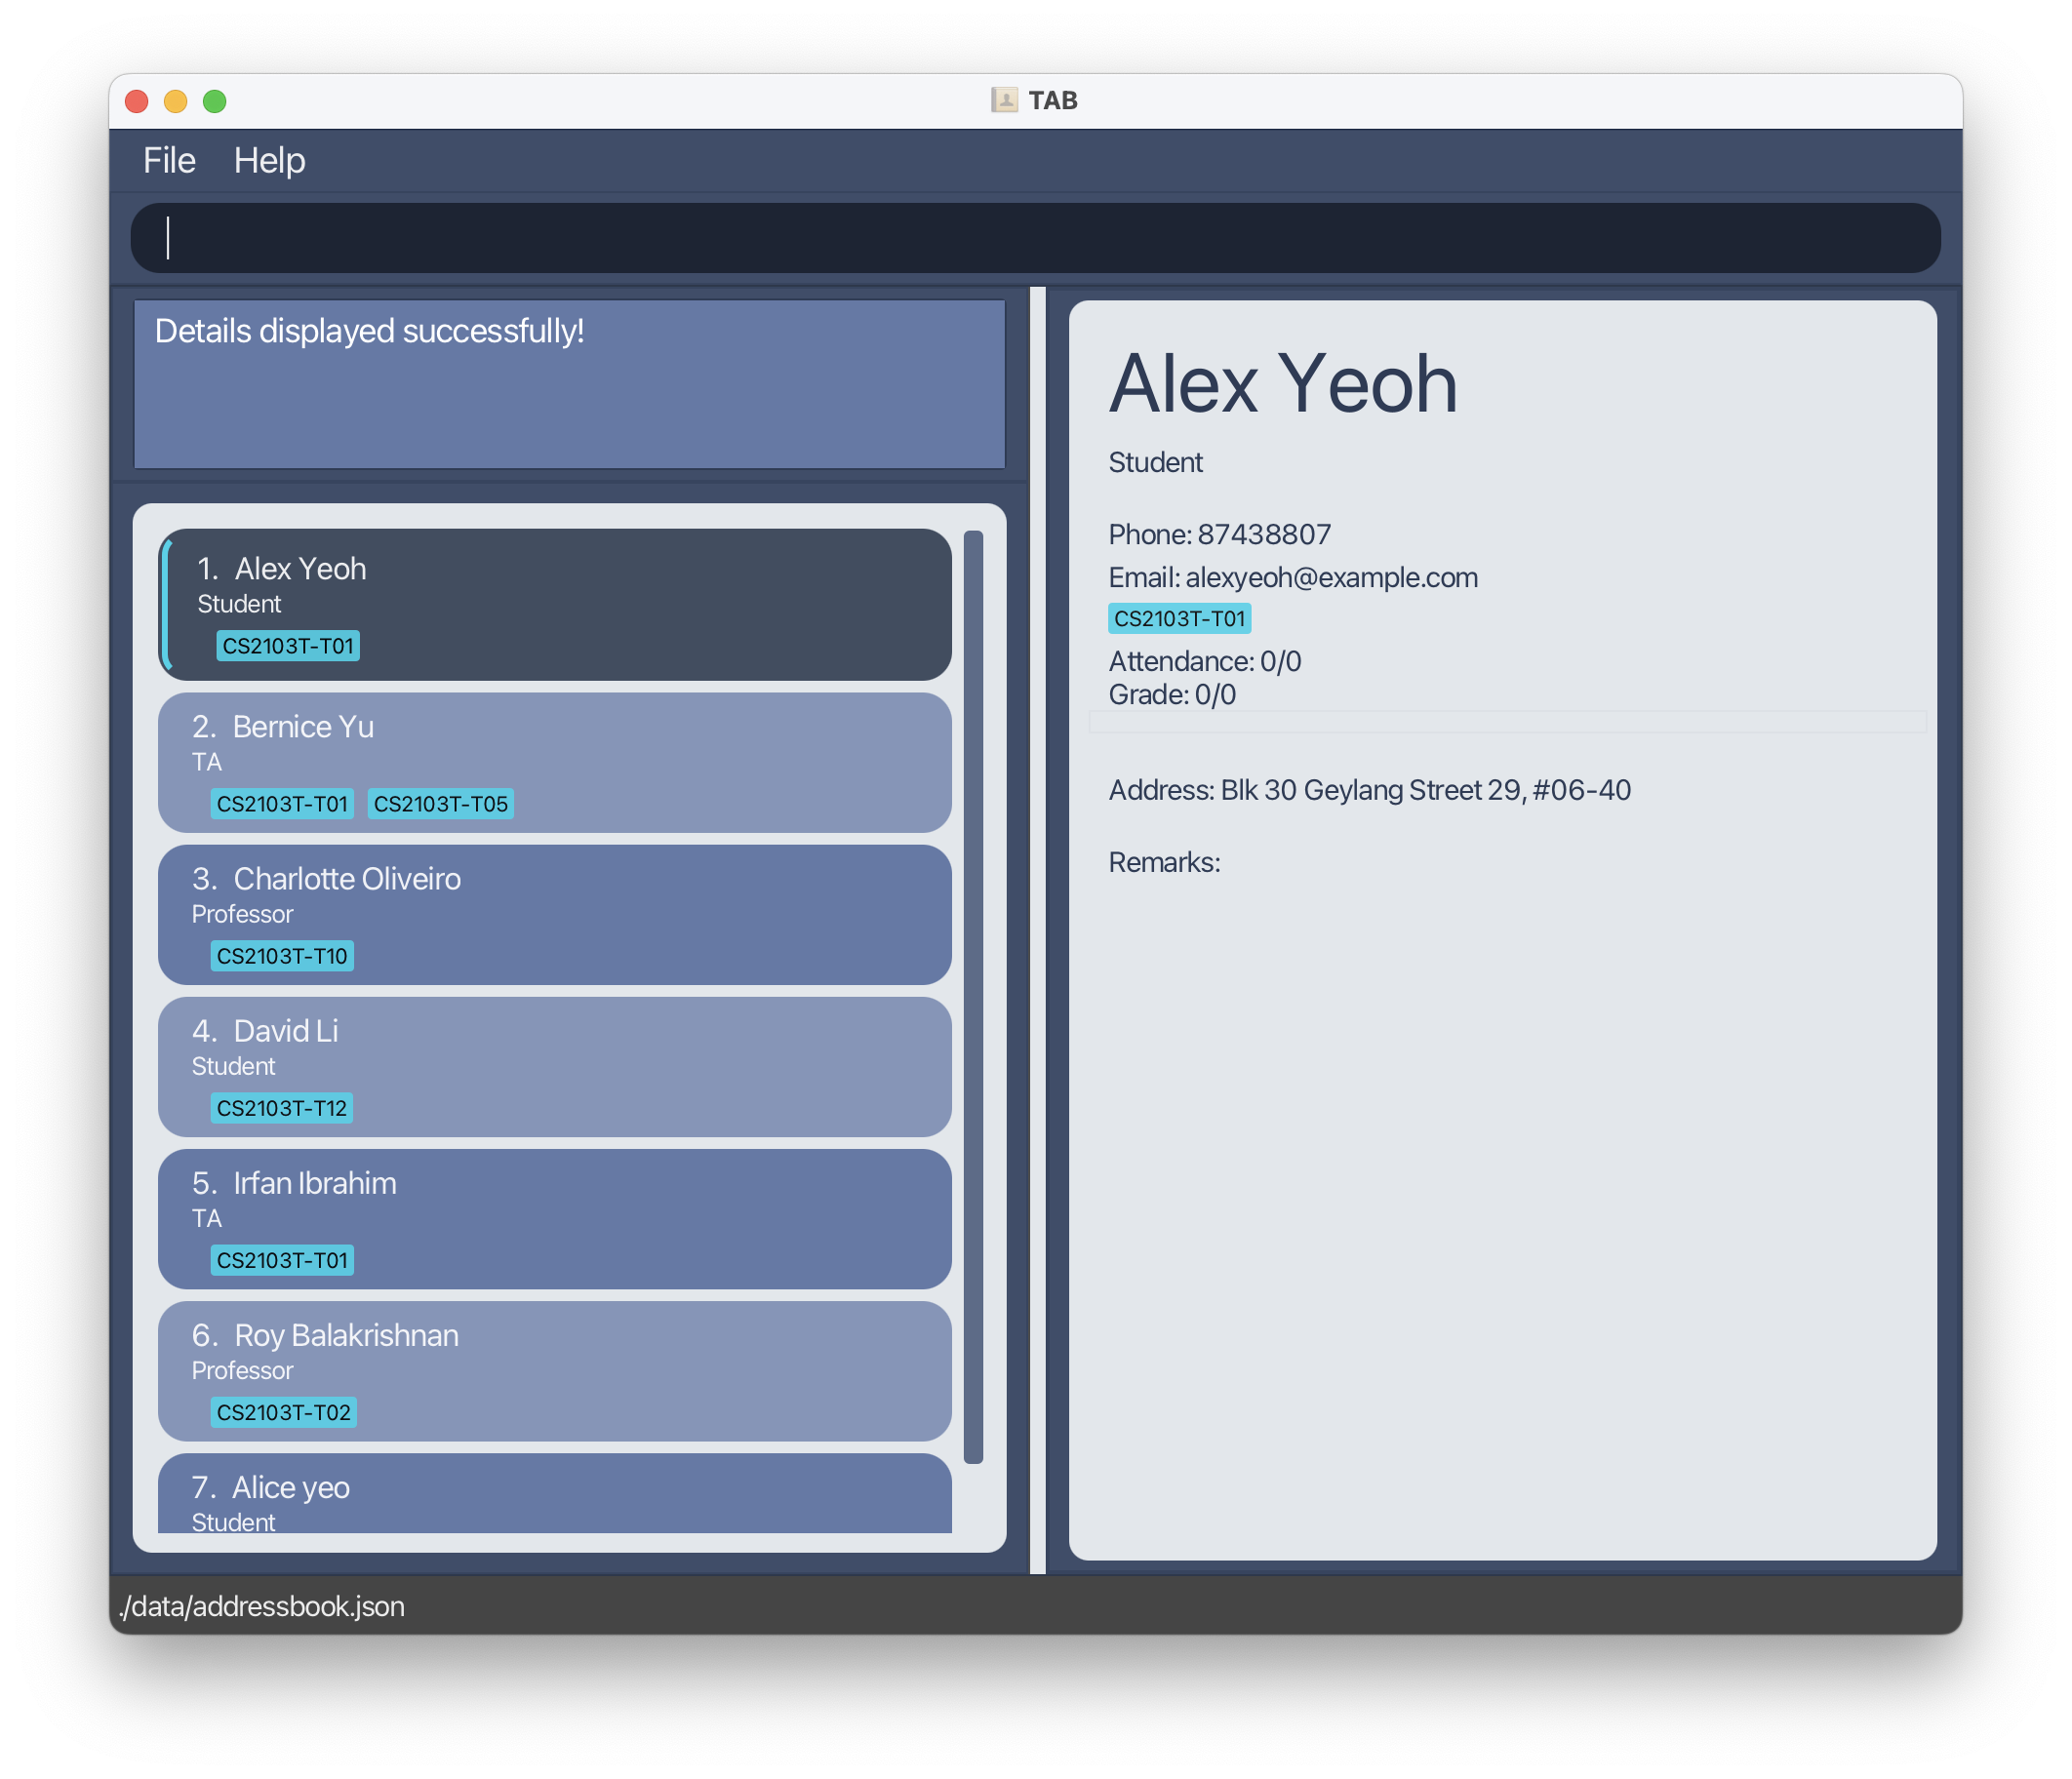 TAB
File Help
Details displayed successfully!
1. Alex Yeoh
Student
CS2103T-T01
2. Bernice Yu
TA
CS2103T-T01 CS2103T-T05
3. Charlotte Oliveiro
Professor
CS2103T-T10
4. David Li
Student
CS2103T-T12
5. Irfan Ibrahim
TA
CS2103T-T01
6. Roy Balakrishnan
Professor
CS2103T-T02
7. Alice yeo
Student
Alex Yeoh
Student
Phone: 87438807
Email: alexyeoh@example.com
CS2103T-T01
Attendance: 0/0
Grade: 0/0
Address: Blk 30 Geylang Street 29, #06-40
Remarks:
./data/addressbook.json